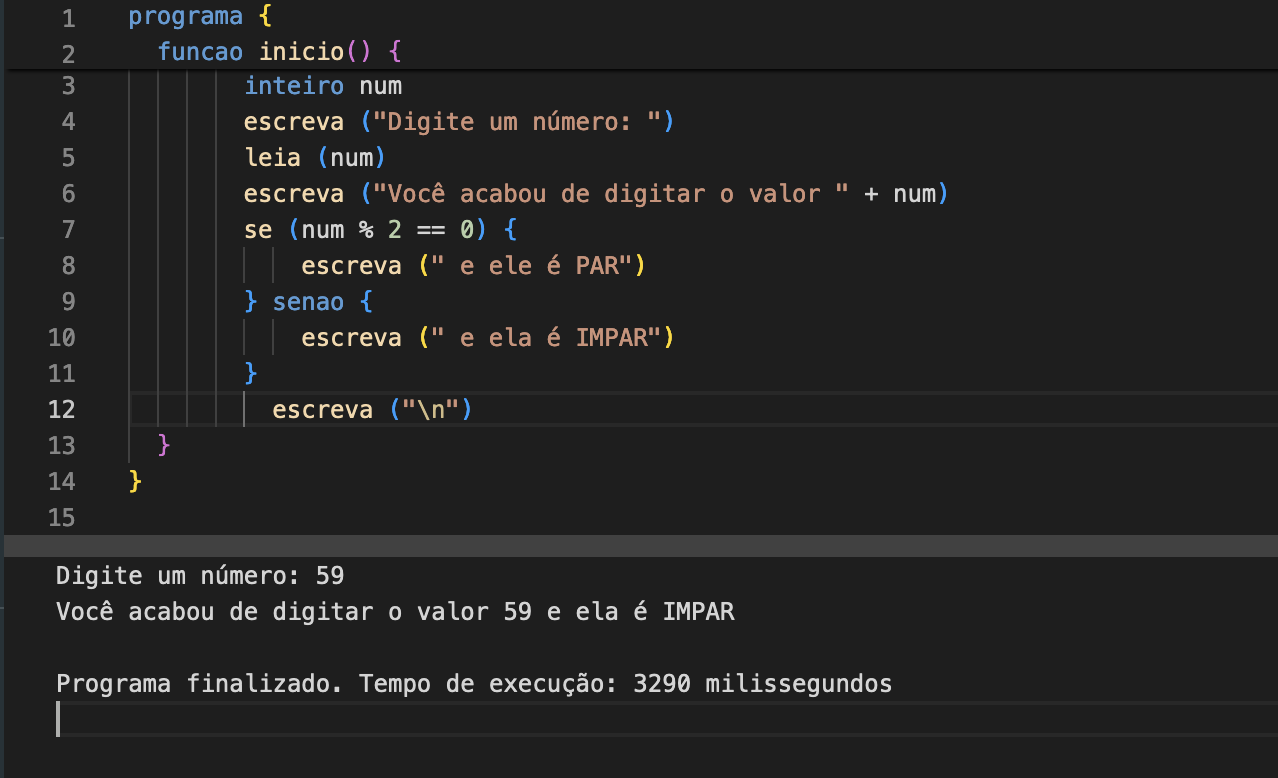 1 programa {
2 funcao inicio() {
3 inteiro num
4 escreva ("Digite um número: ")
5 leia (num)
6 escreva ("Você acabou de digitar o valor " + num)
7 se (num % 2 == 0) {
8 escreva (" e ele é PAR")
9 } senao {
10 escreva (" e ela é IMPAR")
11 }
12 escreva ("\n")
13 }
14 }
15
Digite um número: 59
Você acabou de digitar o valor 59 e ela é IMPAR
Programa finalizado. Tempo de execução: 3290 milissegundos